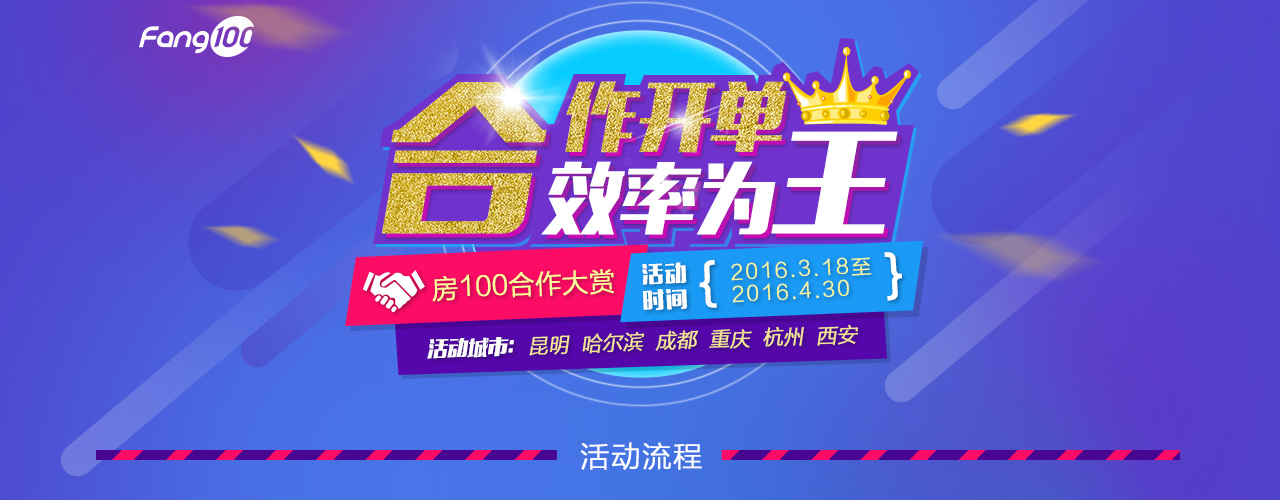 Fang100
合作开单
效率为王
房100合作大赏
活动时间
{ 2016.3.18至
2016.4.30 }
活动城市: 昆明 哈尔滨 成都 重庆 杭州 西安
活动流程